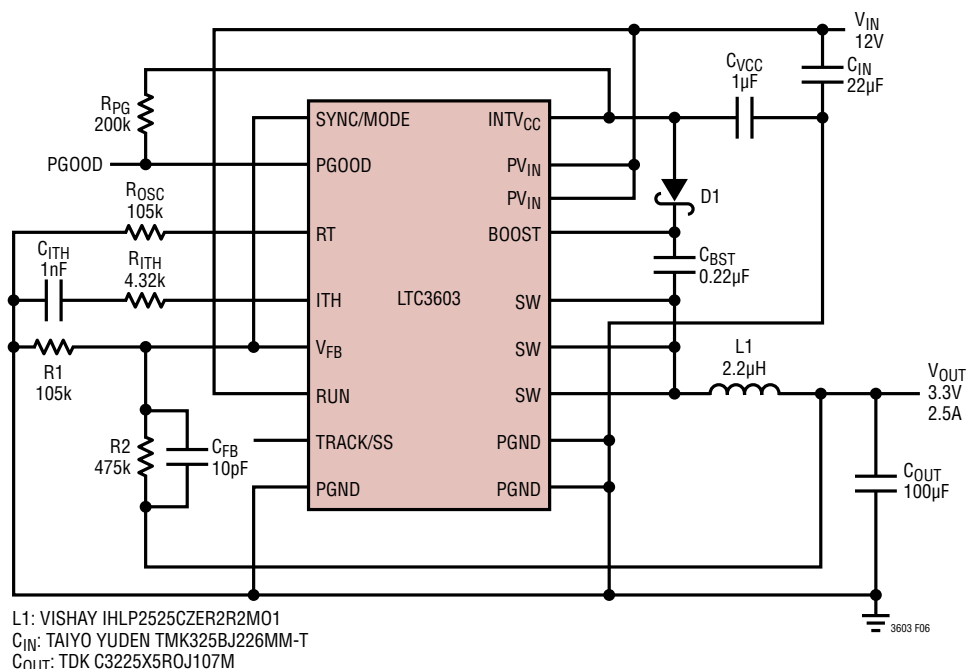 VIN
12V
CVCC
1µF
CIN
22µF
RPG
200k
PGOOD
ROSC
105k
CITH
1nF
RITH
4.32k
R1
105k
R2
475k
CFB
10pF
SYNC/MODE
PGOOD
RT
ITH
VFB
RUN
TRACK/SS
PGND
LTC3603
INTVCC
PVIN
PVIN
BOOST
SW
SW
SW
PGND
PGND
D1
CBST
0.22µF
L1
2.2µH
VOUT
3.3V
2.5A
COUT
100µF
3603 F06
L1: VISHAY IHLP2525CZER2R2M01
CIN: TAIYO YUDEN TMK325BJ226MM-T
COUT: TDK C3225X5ROJ107M